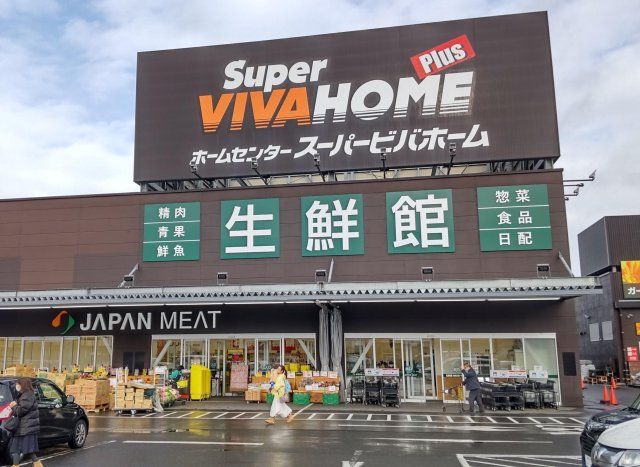 Super
VIVAHOME Plus
ホームセンター スーパービバホーム
精肉
青果
鮮魚
生鮮館
惣菜
食品
日配
JAPAN MEAT